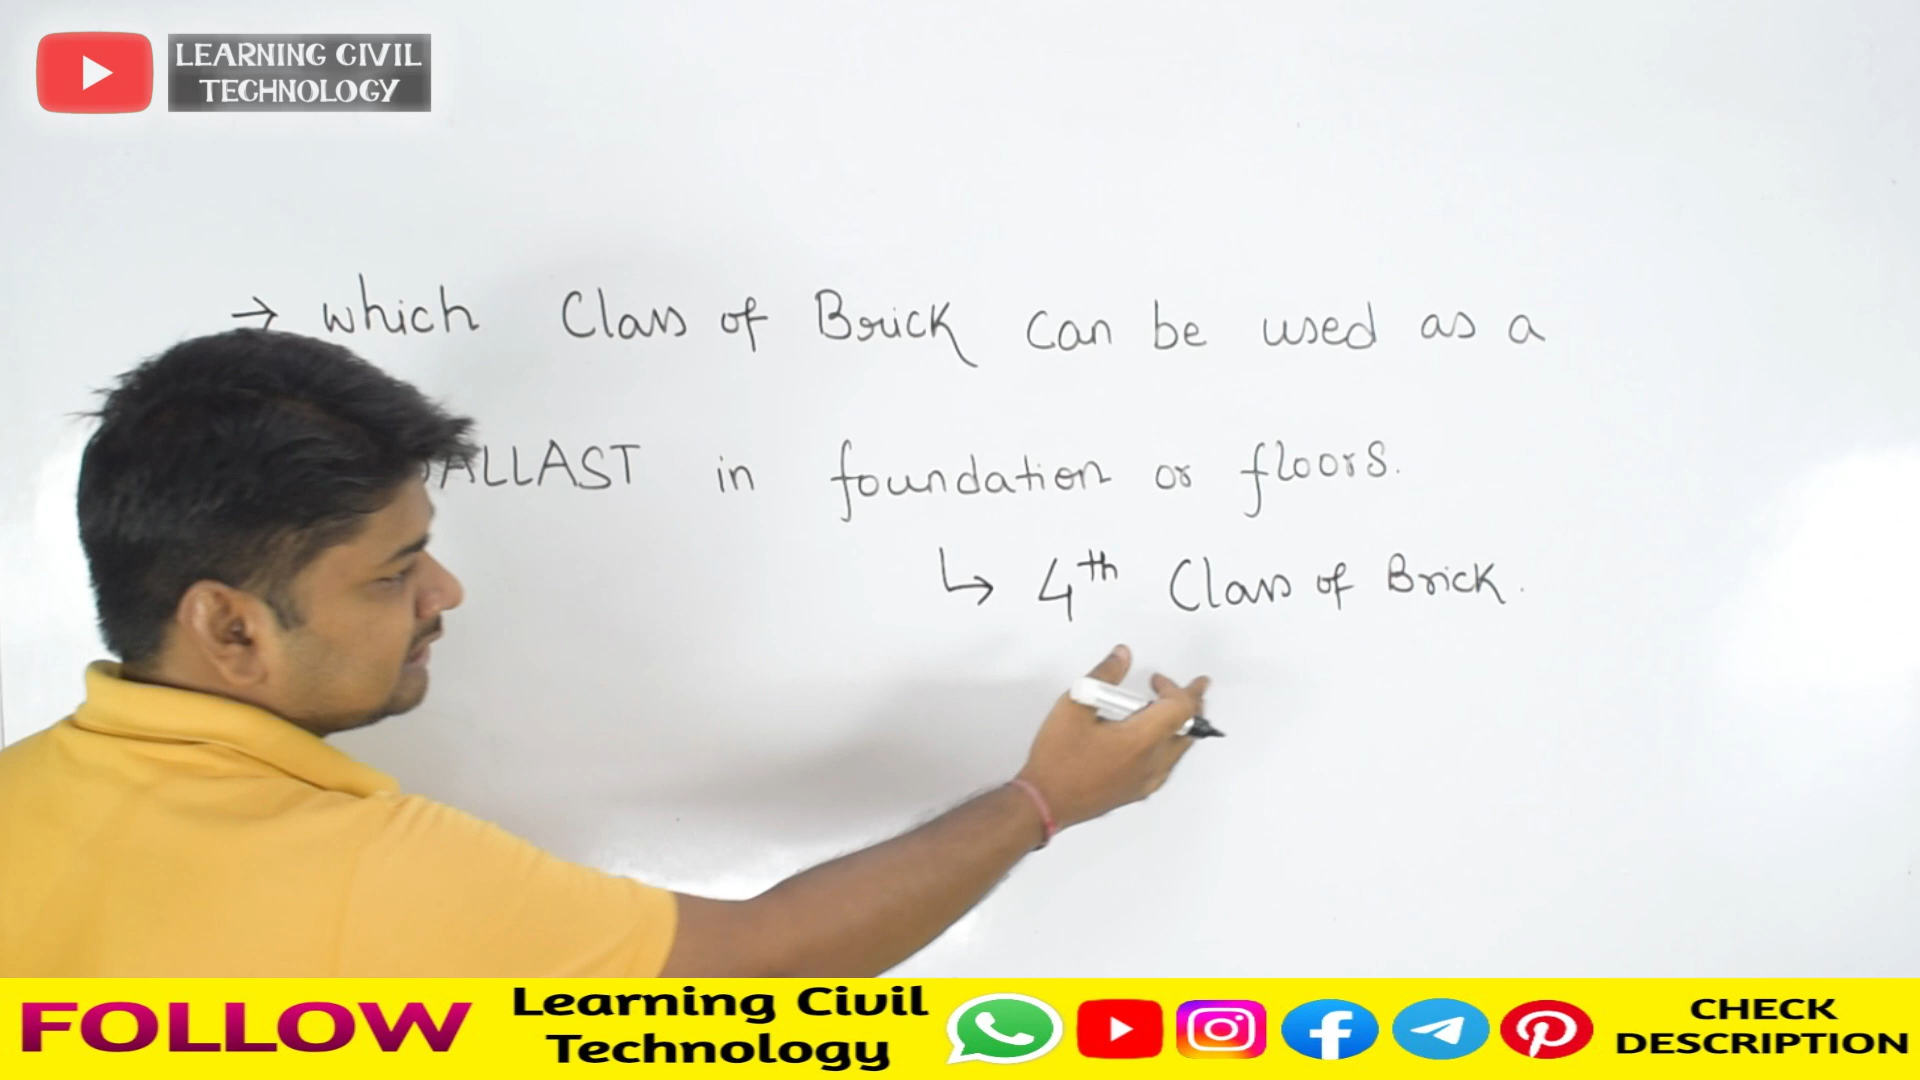 LEARNING CIVIL
TECHNOLOGY
→ which Class of Brick can be used as a
BALLAST in foundation or floors.
↳ 4th Class of Brick.
FOLLOW
Learning Civil
Technology
CHECK
DESCRIPTION